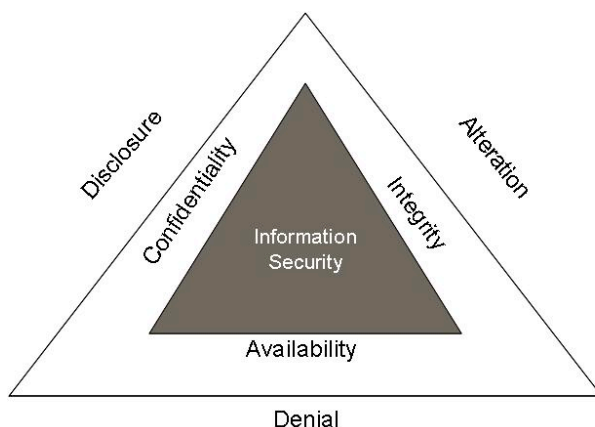 Disclosure
Confidentiality
Alteration
Integrity
Information
Security
Availability
Denial